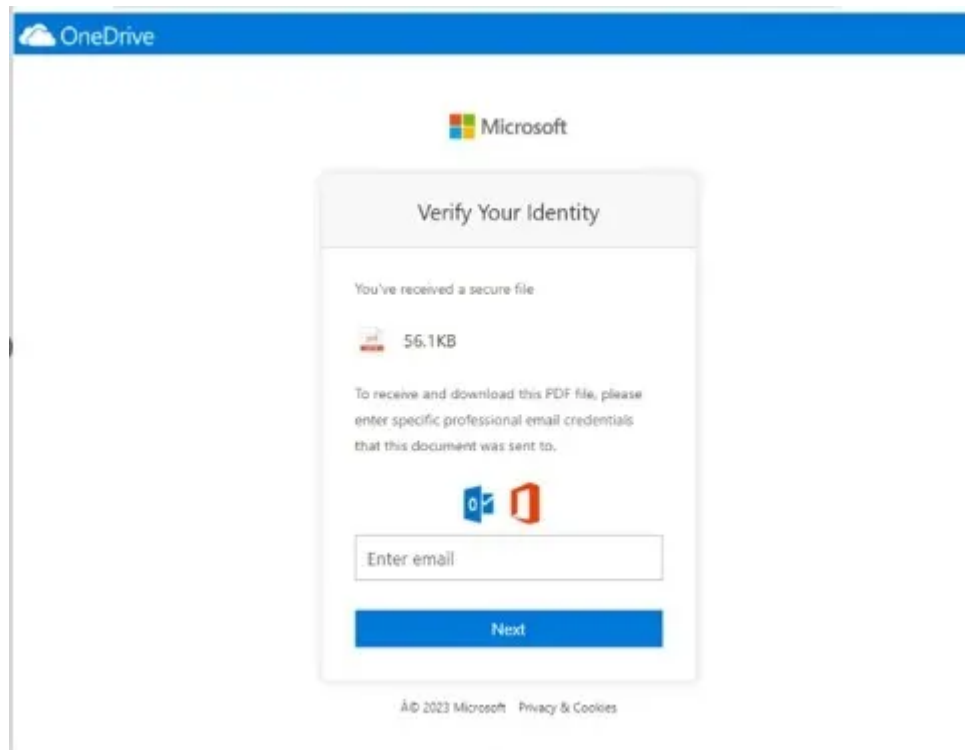 OneDrive
Microsoft
Verify Your Identity
You've received a secure file
56.1KB
To receive and download this PDF file, please
enter specific professional email credentials
that this document was sent to.
Enter email
Next
Â© 2023 Microsoft Privacy & Cookies